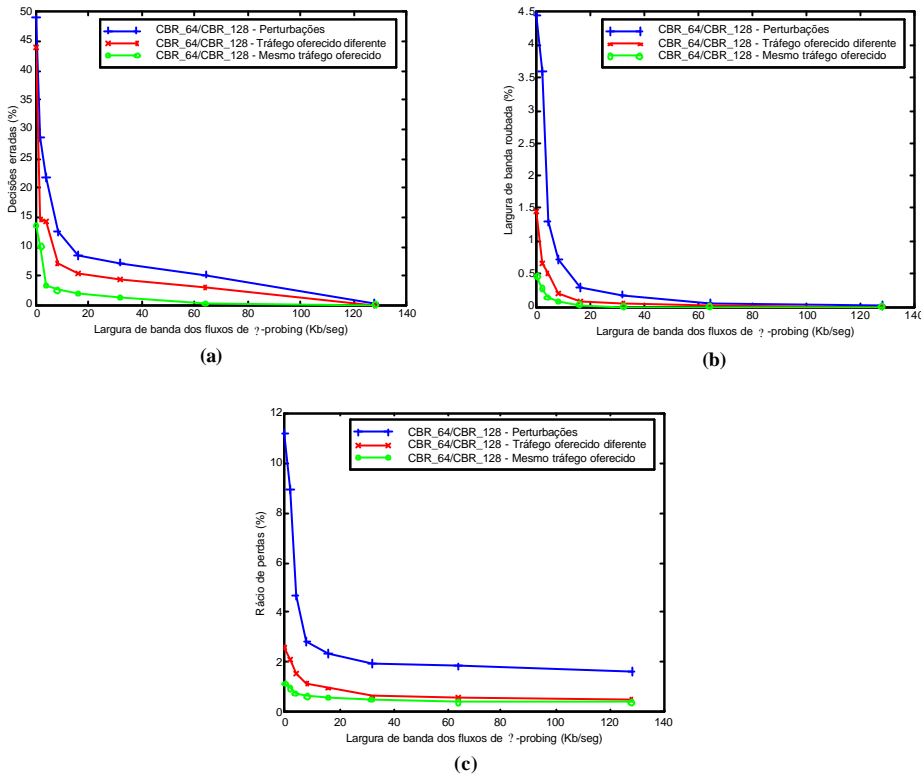 50
45
40
35
30
25
20
15
10
5
0
Decisões erradas (%)
CBR_64/CBR_128 - Perturbações
CBR_64/CBR_128 - Tráfego oferecido diferente
CBR_64/CBR_128 - Mesmo tráfego oferecido
0 20 40 60 80 100 120 140
Largura de banda dos fluxos de ?-probing (Kb/seg)
(a)
5
4.5
4
3.5
3
2.5
2
1.5
1
0.5
0
Largura de banda roubada (%)
CBR_64/CBR_128 - Perturbações
CBR_64/CBR_128 - Tráfego oferecido diferente
CBR_64/CBR_128 - Mesmo tráfego oferecido
0 20 40 60 80 100 120 140
Largura de banda dos fluxos de ?-probing (Kb/seg)
(b)
12
10
8
6
4
2
0
Rácio de perdas (%)
CBR_64/CBR_128 - Perturbações
CBR_64/CBR_128 - Tráfego oferecido diferente
CBR_64/CBR_128 - Mesmo tráfego oferecido
0 20 40 60 80 100 120 140
Largura de banda dos fluxos de ?-probing (Kb/seg)
(c)